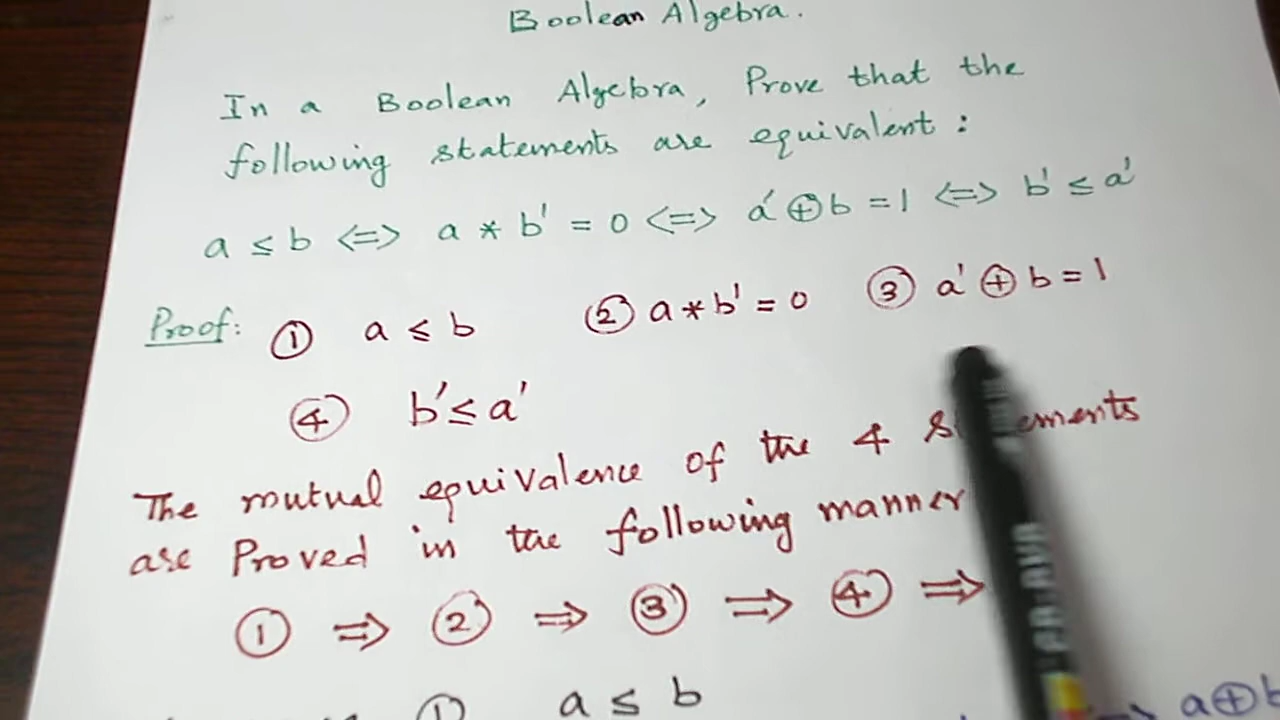 Boolean Algebra.
In a Boolean Algebra, Prove that the
following statements are equivalent :
a ≤ b <=> a * b' = 0 <=> a' ⊕ b = 1 <=> b' ≤ a'
Proof: ① a ≤ b ② a * b' = 0 ③ a' ⊕ b = 1
④ b' ≤ a'
The mutual equivalence of the 4
are Proved in the following manner
① ⇒ ② ⇒ ③ ⇒ ④ ⇒
① a ≤ b a ⊕ b